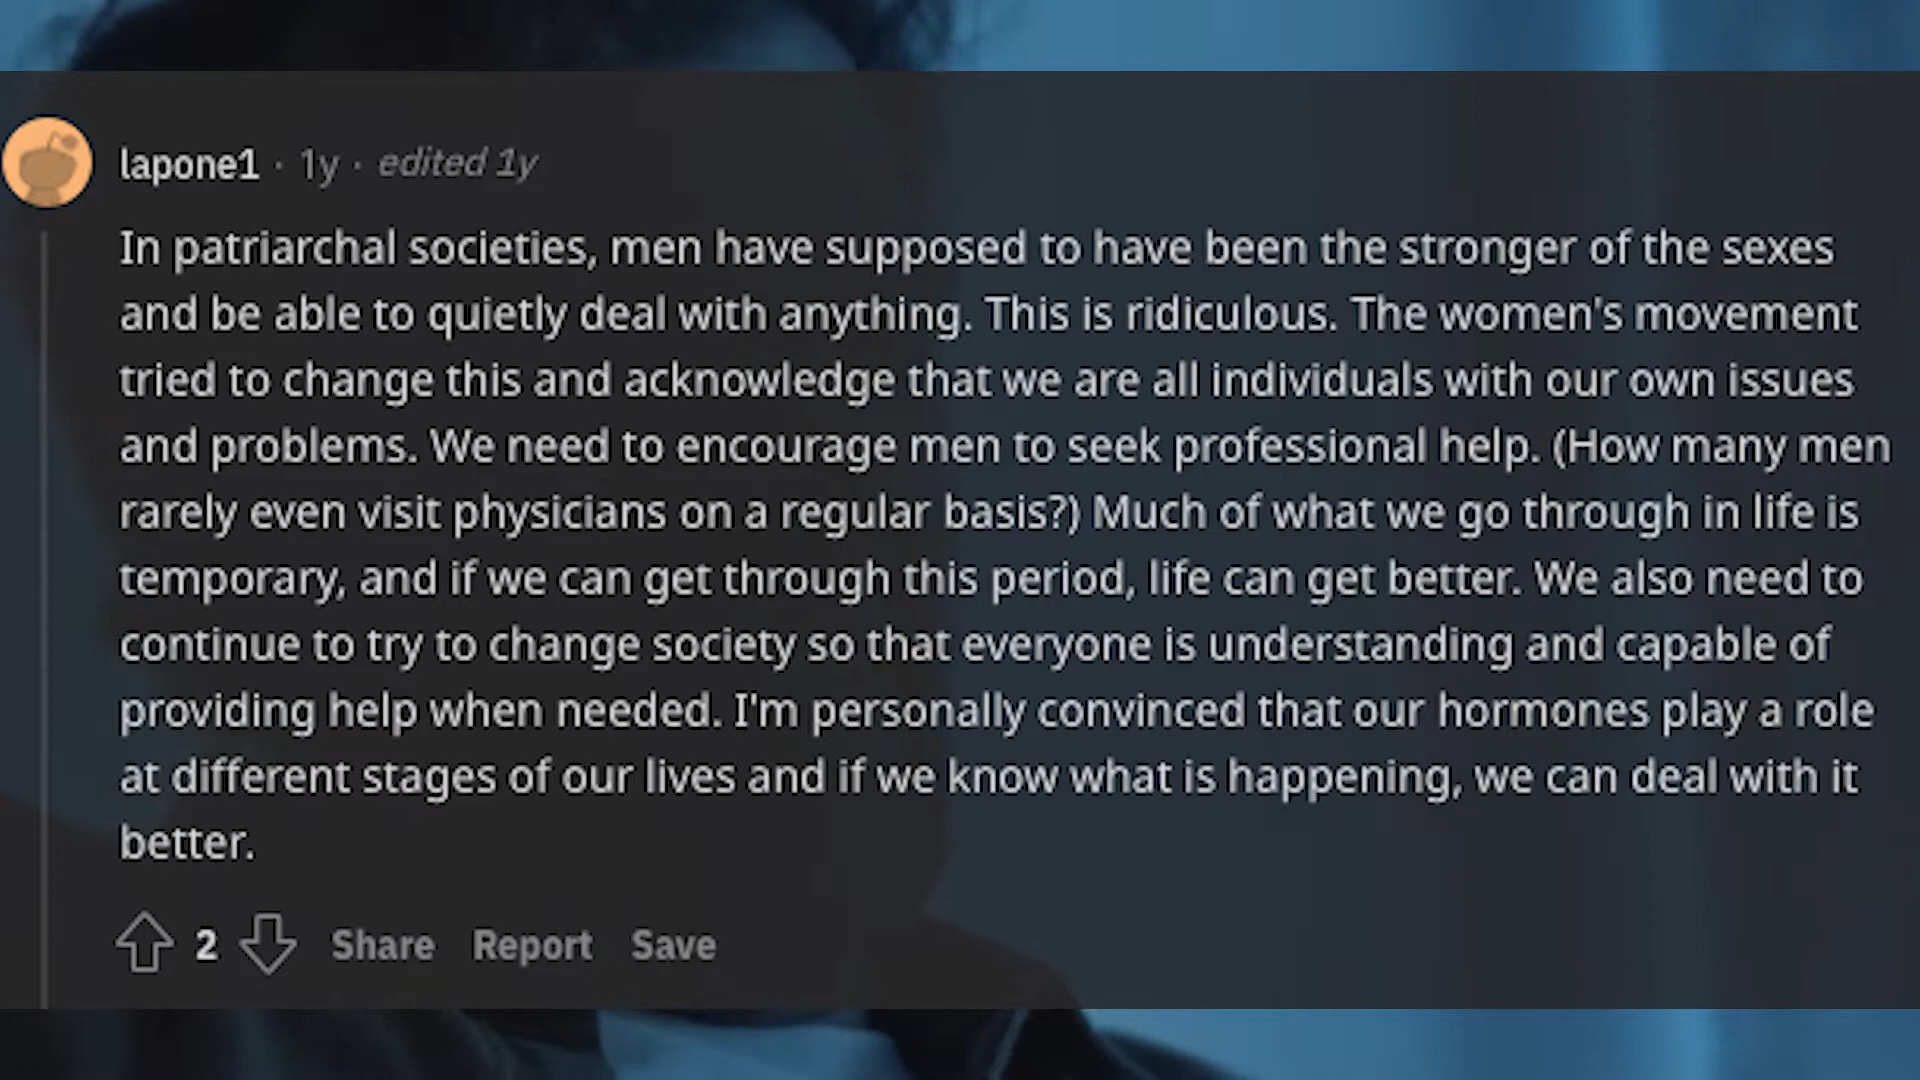 lapone1 · 1y · edited 1y
In patriarchal societies, men have supposed to have been the stronger of the sexes
and be able to quietly deal with anything. This is ridiculous. The women's movement
tried to change this and acknowledge that we are all individuals with our own issues
and problems. We need to encourage men to seek professional help. (How many men
rarely even visit physicians on a regular basis?) Much of what we go through in life is
temporary, and if we can get through this period, life can get better. We also need to
continue to try to change society so that everyone is understanding and capable of
providing help when needed. I'm personally convinced that our hormones play a role
at different stages of our lives and if we know what is happening, we can deal with it
better.
2 Share Report Save